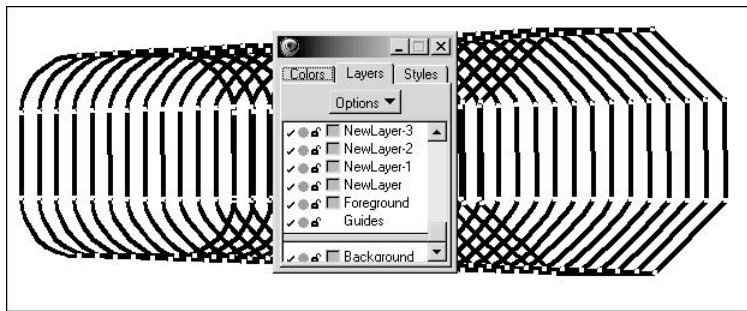 Colors Layers Styles
Options
NewLayer-3
NewLayer-2
NewLayer-1
NewLayer
Foreground
Guides
Background